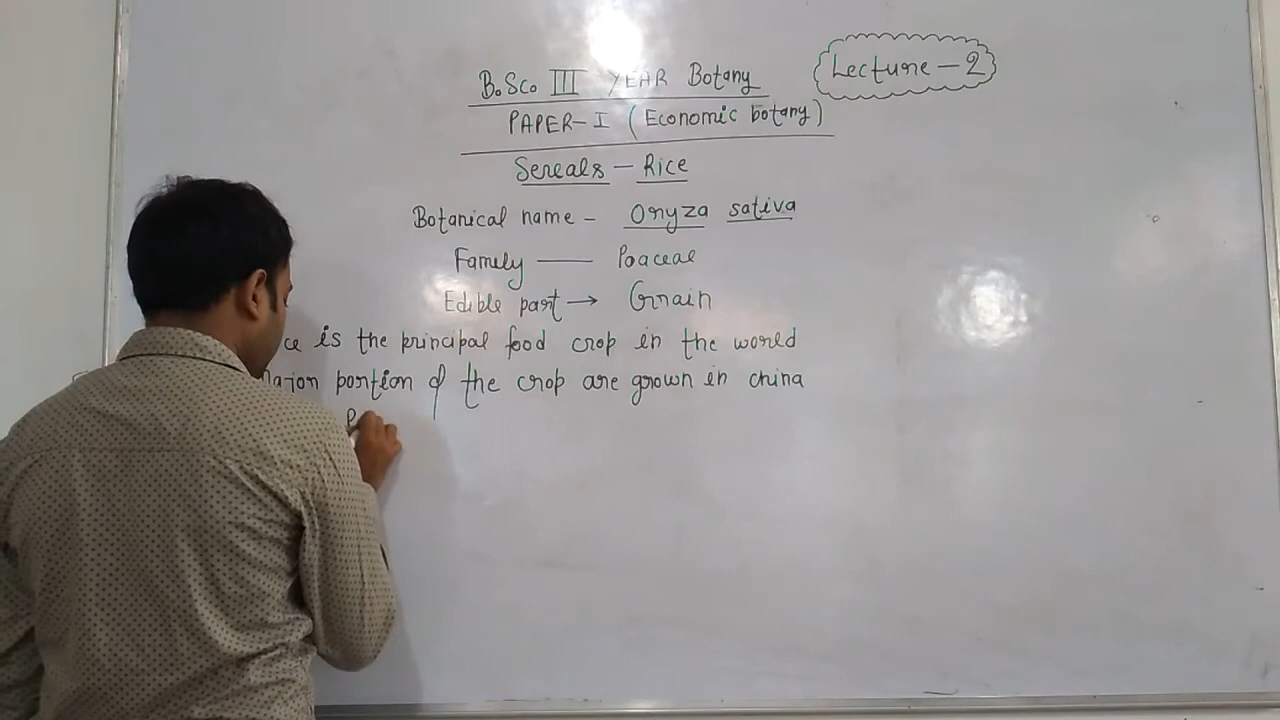 Lecture - 2
B.Sc. III YEAR Botany
PAPER-I (Economic botany)
Sereals - Rice
Botanical name - Oryza sativa
Family — Poaceae
Edible part → Grain
is the principal food crop in the world
portion of the crop are grown in china